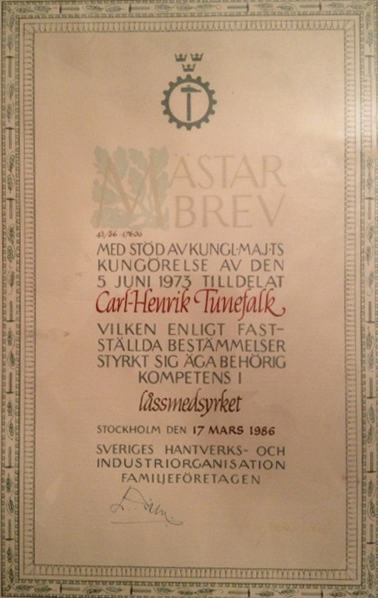 MÄSTAR
BREV
MED STÖD AV KUNGL·MAJ:TS
KUNGÖRELSE AV DEN
5 JUNI 1973 TILLDELAT
Carl-Henrik Tunefalk
VILKEN ENLIGT FAST-
STÄLLDA BESTÄMMELSER
STYRKT SIG ÄGA BEHÖRIG
KOMPETENS I
låssmedsyrket
STOCKHOLM DEN 17 MARS 1986
SVERIGES HANTVERKS- OCH
INDUSTRIORGANISATION
FAMILJEFÖRETAGEN